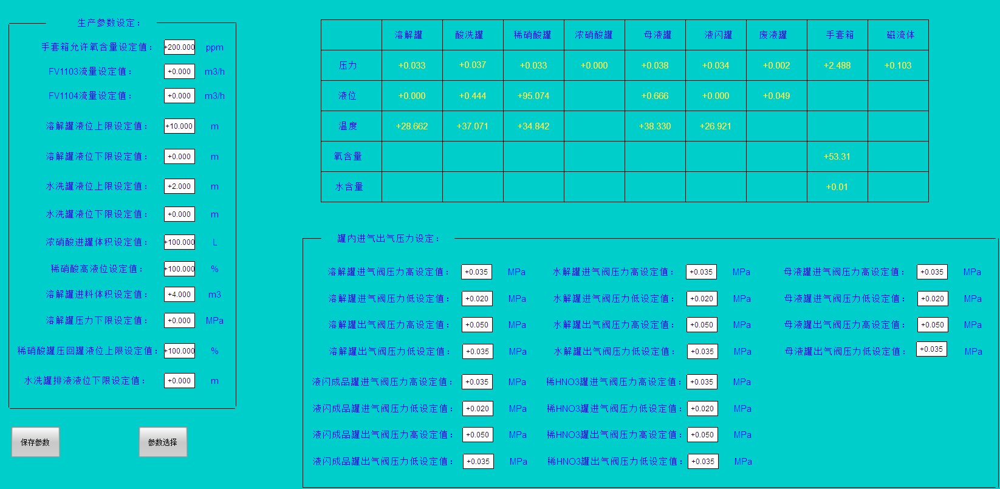 生产参数设定：
手套箱允许氧含量设定值： +200.000 ppm
FV1103流量设定值： +0.000 m3/h
FV1104流量设定值： +0.000 m3/h
溶解罐液位上限设定值： +10.000 m
溶解罐液位下限设定值： +0.000 m
水洗罐液位上限设定值： +2.000 m
水洗罐液位下限设定值： +0.000 m
浓硝酸进罐体积设定值： +100.000 L
稀硝酸高液位设定值： +100.000 %
溶解罐进料体积设定值： +4.000 m3
溶解罐压力下限设定值： +0.000 MPa
稀硝酸罐压回罐液位上限设定值： +100.000 %
水洗罐排液液位下限设定值： +0.000 m
保存参数 参数选择
溶解罐 酸洗罐 稀硝酸罐 浓硝酸罐 母液罐 液闪罐 废液罐 手套箱 磁流体
压力 +0.033 +0.037 +0.033 +0.000 +0.038 +0.034 +0.002 +2.488 +0.103
液位 +0.000 +0.444 +95.074 +0.666 +0.000 +0.049
温度 +28.662 +37.071 +34.842 +38.330 +26.921
氧含量 +53.31
水含量 +0.01
罐内进气出气压力设定：
溶解罐进气阀压力高设定值： +0.035 MPa 水解罐进气阀压力高设定值： +0.035 MPa 母液罐进气阀压力高设定值： +0.035 MPa
溶解罐进气阀压力低设定值： +0.020 MPa 水解罐进气阀压力低设定值： +0.020 MPa 母液罐进气阀压力低设定值： +0.020 MPa
溶解罐出气阀压力高设定值： +0.050 MPa 水解罐出气阀压力高设定值： +0.050 MPa 母液罐出气阀压力高设定值： +0.050 MPa
溶解罐出气阀压力低设定值： +0.035 MPa 水解罐出气阀压力低设定值： +0.035 MPa 母液罐出气阀压力低设定值： +0.035 MPa
液闪成品罐进气阀压力高设定值： +0.035 MPa 稀HNO3罐进气阀压力高设定值： +0.035 MPa
液闪成品罐进气阀压力低设定值： +0.020 MPa 稀HNO3罐进气阀压力低设定值： +0.020 MPa
液闪成品罐出气阀压力高设定值： +0.050 MPa 稀HNO3罐出气阀压力高设定值： +0.050 MPa
液闪成品罐出气阀压力低设定值： +0.035 MPa 稀HNO3罐出气阀压力低设定值： +0.035 MPa